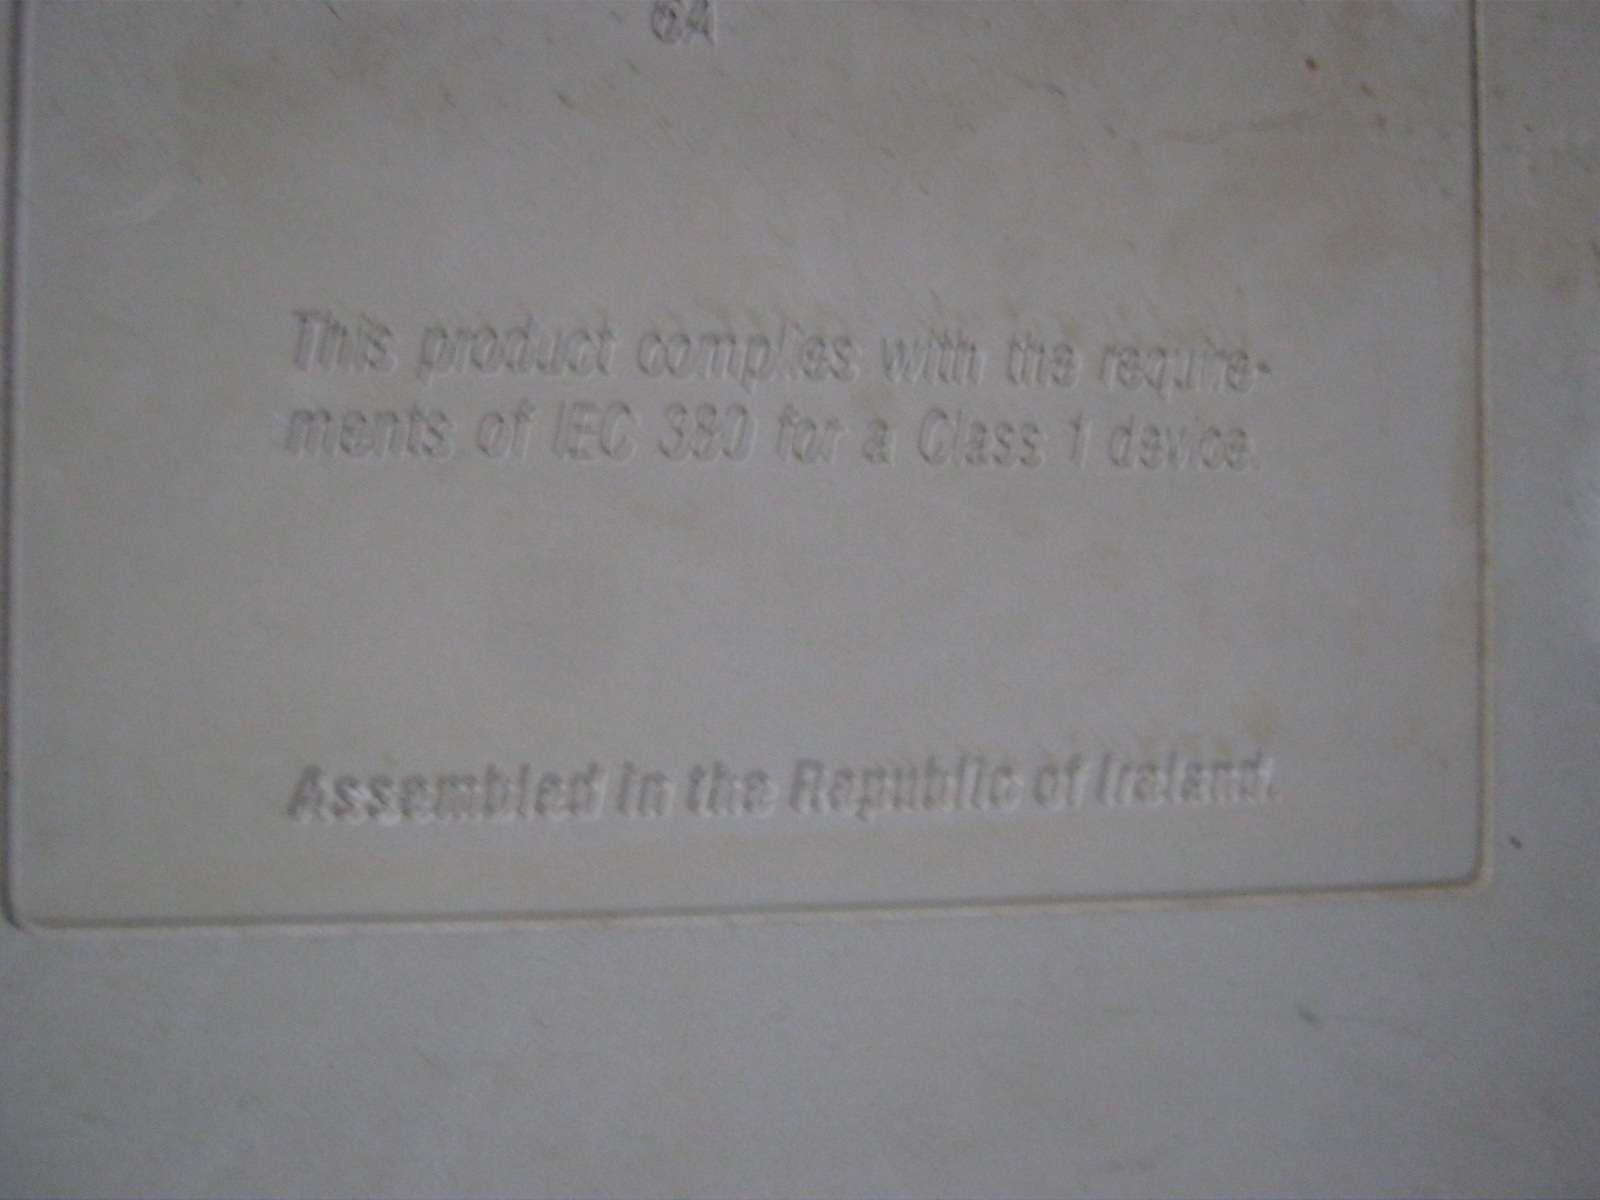 6A
This product complies with the require-
ments of IEC 380 for a Class 1 device.
Assembled in the Republic of Ireland.